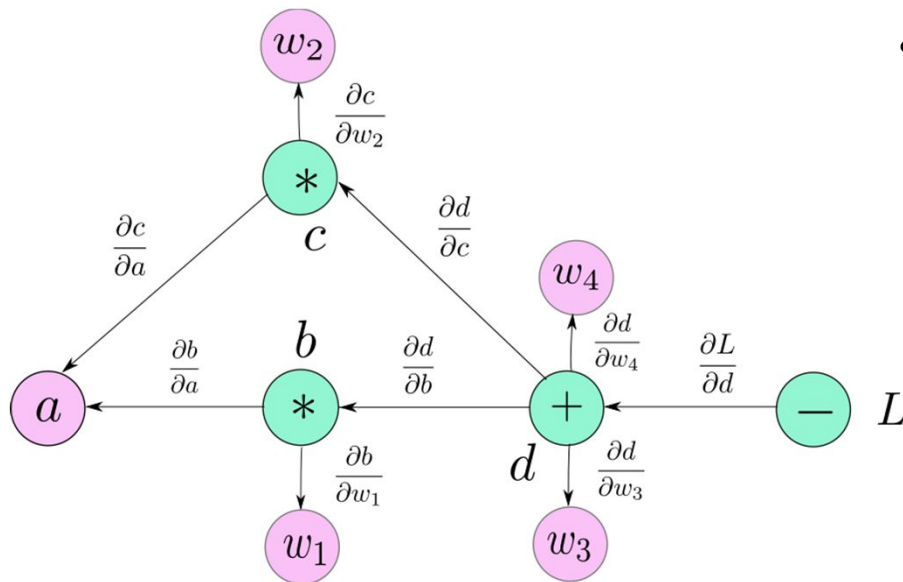 w₂
∂c/∂w₂
*
c
∂c/∂a
∂d/∂c
w₄
b
∂b/∂a
∂d/∂b
∂d/∂w₄
∂L/∂d
a
*
+
−
L
d
∂b/∂w₁
∂d/∂w₃
w₁
w₃